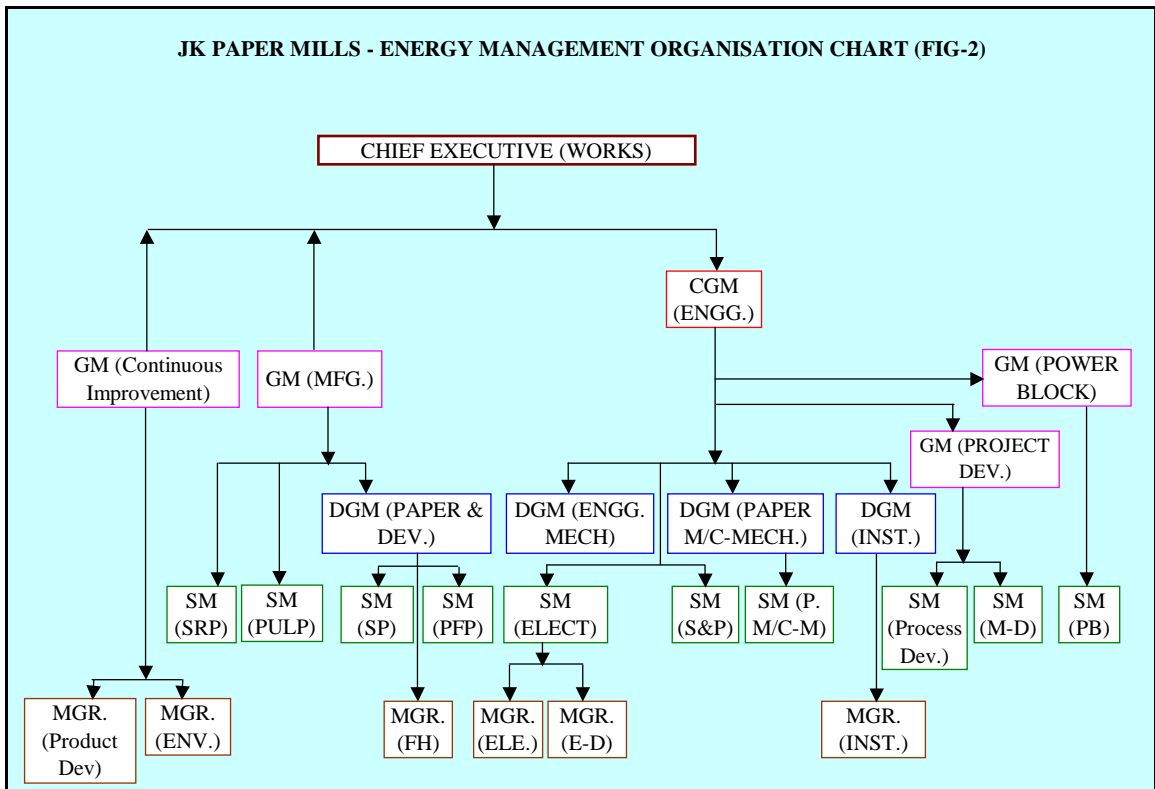 JK PAPER MILLS - ENERGY MANAGEMENT ORGANISATION CHART (FIG-2)
CHIEF EXECUTIVE (WORKS)
CGM
(ENGG.)
GM (Continuous
Improvement)
GM (MFG.)
GM (POWER
BLOCK)
GM (PROJECT
DEV.)
DGM (PAPER &
DEV.)
DGM (ENGG.
MECH)
DGM (PAPER
M/C-MECH.)
DGM
(INST.)
SM
(SRP)
SM
(PULP)
SM
(SP)
SM
(PFP)
SM
(ELECT)
SM
(S&P)
SM (P.
M/C-M)
SM
(Process
Dev.)
SM
(M-D)
SM
(PB)
MGR.
(Product
Dev)
MGR.
(ENV.)
MGR.
(FH)
MGR.
(ELE.)
MGR.
(E-D)
MGR.
(INST.)